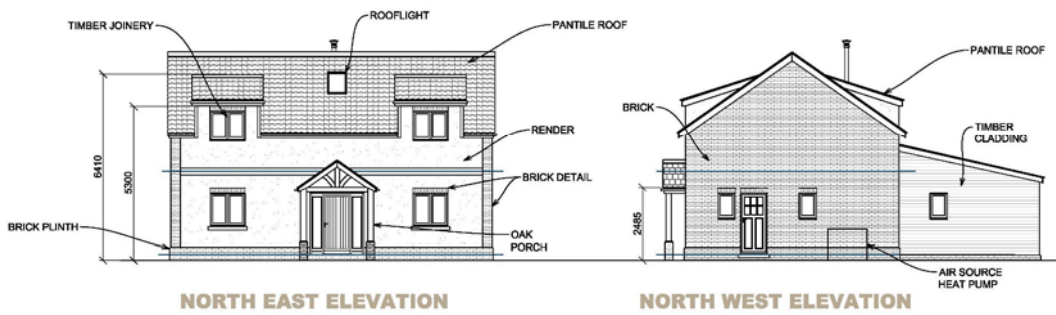 ROOFLIGHT
TIMBER JOINERY
PANTILE ROOF
6410
5300
RENDER
BRICK DETAIL
BRICK PLINTH
OAK
PORCH
NORTH EAST ELEVATION
PANTILE ROOF
BRICK
TIMBER
CLADDING
2485
AIR SOURCE
HEAT PUMP
NORTH WEST ELEVATION